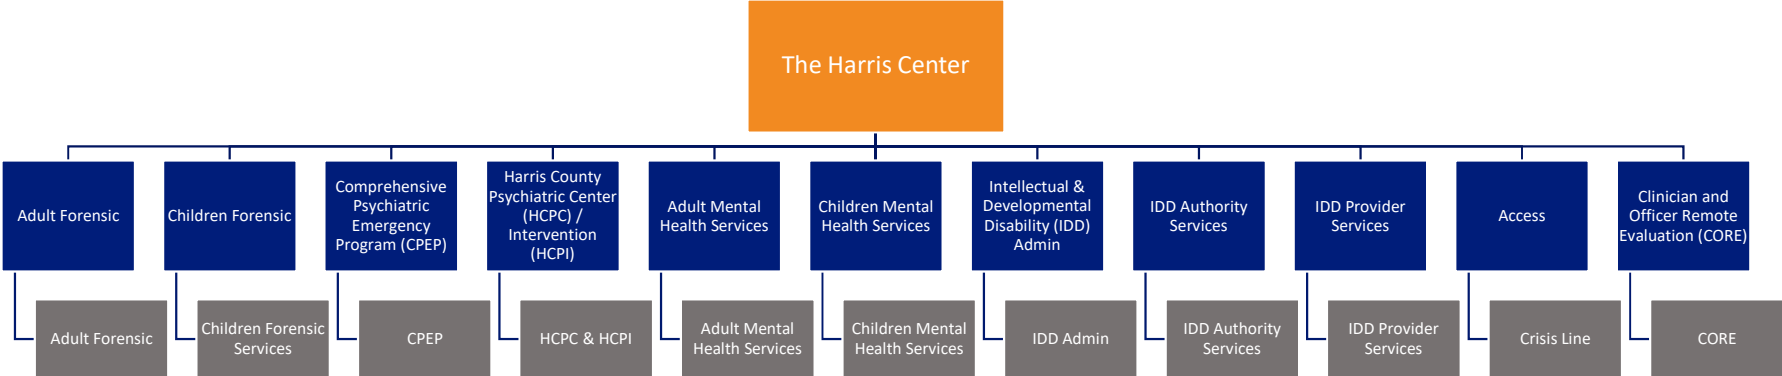 The Harris Center
Adult Forensic
Children Forensic
Comprehensive
Psychiatric
Emergency
Program (CPEP)
Harris County
Psychiatric Center
(HCPC) /
Intervention
(HCPI)
Adult Mental
Health Services
Children Mental
Health Services
Intellectual &
Developmental
Disability (IDD)
Admin
IDD Authority
Services
IDD Provider
Services
Access
Clinician and
Officer Remote
Evaluation (CORE)
Adult Forensic
Children Forensic
Services
CPEP
HCPC & HCPI
Adult Mental
Health Services
Children Mental
Health Services
IDD Admin
IDD Authority
Services
IDD Provider
Services
Crisis Line
CORE